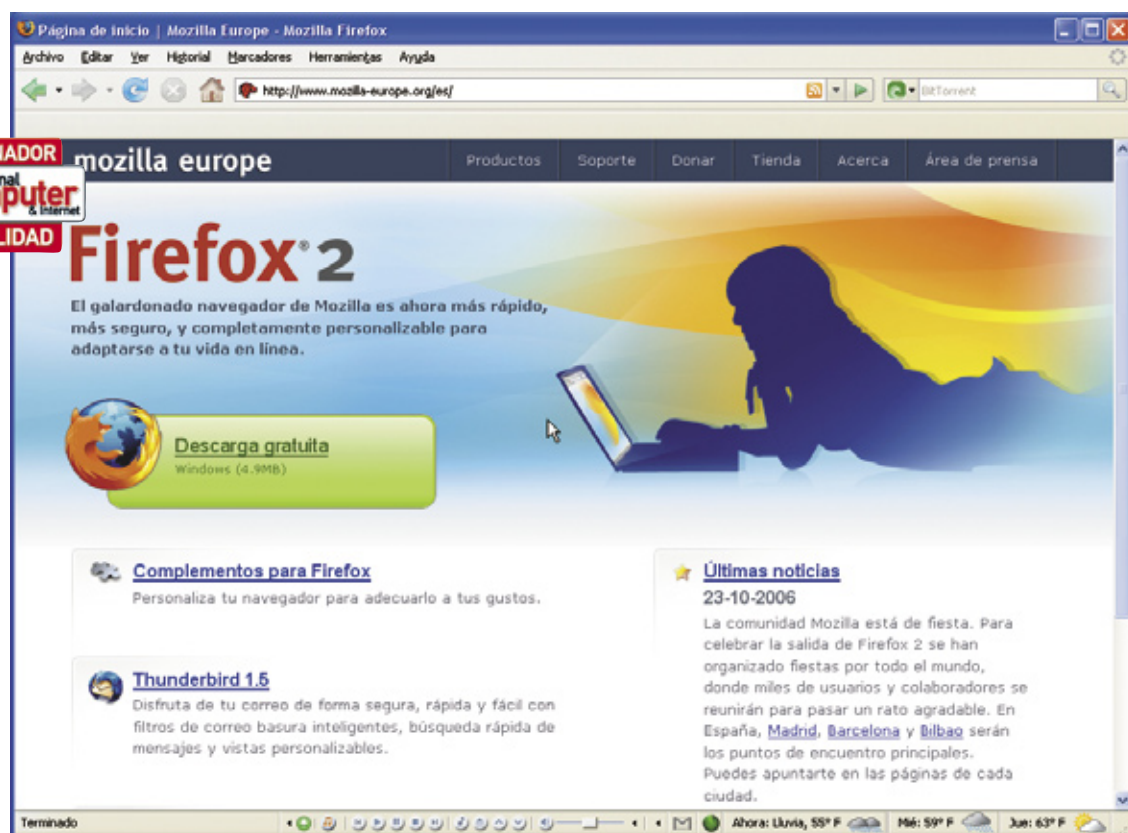 Página de inicio | Mozilla Europe - Mozilla Firefox
Archivo Editar Ver Historial Marcadores Herramientas Ayuda
http://www.mozilla-europe.org/es/
BitTorrent
mozilla europe
Productos Soporte Donar Tienda Acerca Área de prensa
& Internet
LIDAD
Firefox® 2
El galardonado navegador de Mozilla es ahora más rápido,
más seguro, y completamente personalizable para
adaptarse a tu vida en línea.
Descarga gratuita
Windows (4.9MB)
Complementos para Firefox
Personaliza tu navegador para adecuarlo a tus gustos.
Thunderbird 1.5
Disfruta de tu correo de forma segura, rápida y fácil con
filtros de correo basura inteligentes, búsqueda rápida de
mensajes y vistas personalizables.
Últimas noticias
23-10-2006
La comunidad Mozilla está de fiesta. Para
celebrar la salida de Firefox 2 se han
organizado fiestas por todo el mundo,
donde miles de usuarios y colaboradores se
reunirán para pasar un rato agradable. En
España, Madrid, Barcelona y Bilbao serán
los puntos de encuentro principales.
Puedes apuntarte en las páginas de cada
ciudad.
Terminado
Ahora: Lluvia, 55° F Mié: 59° F Jue: 63° F